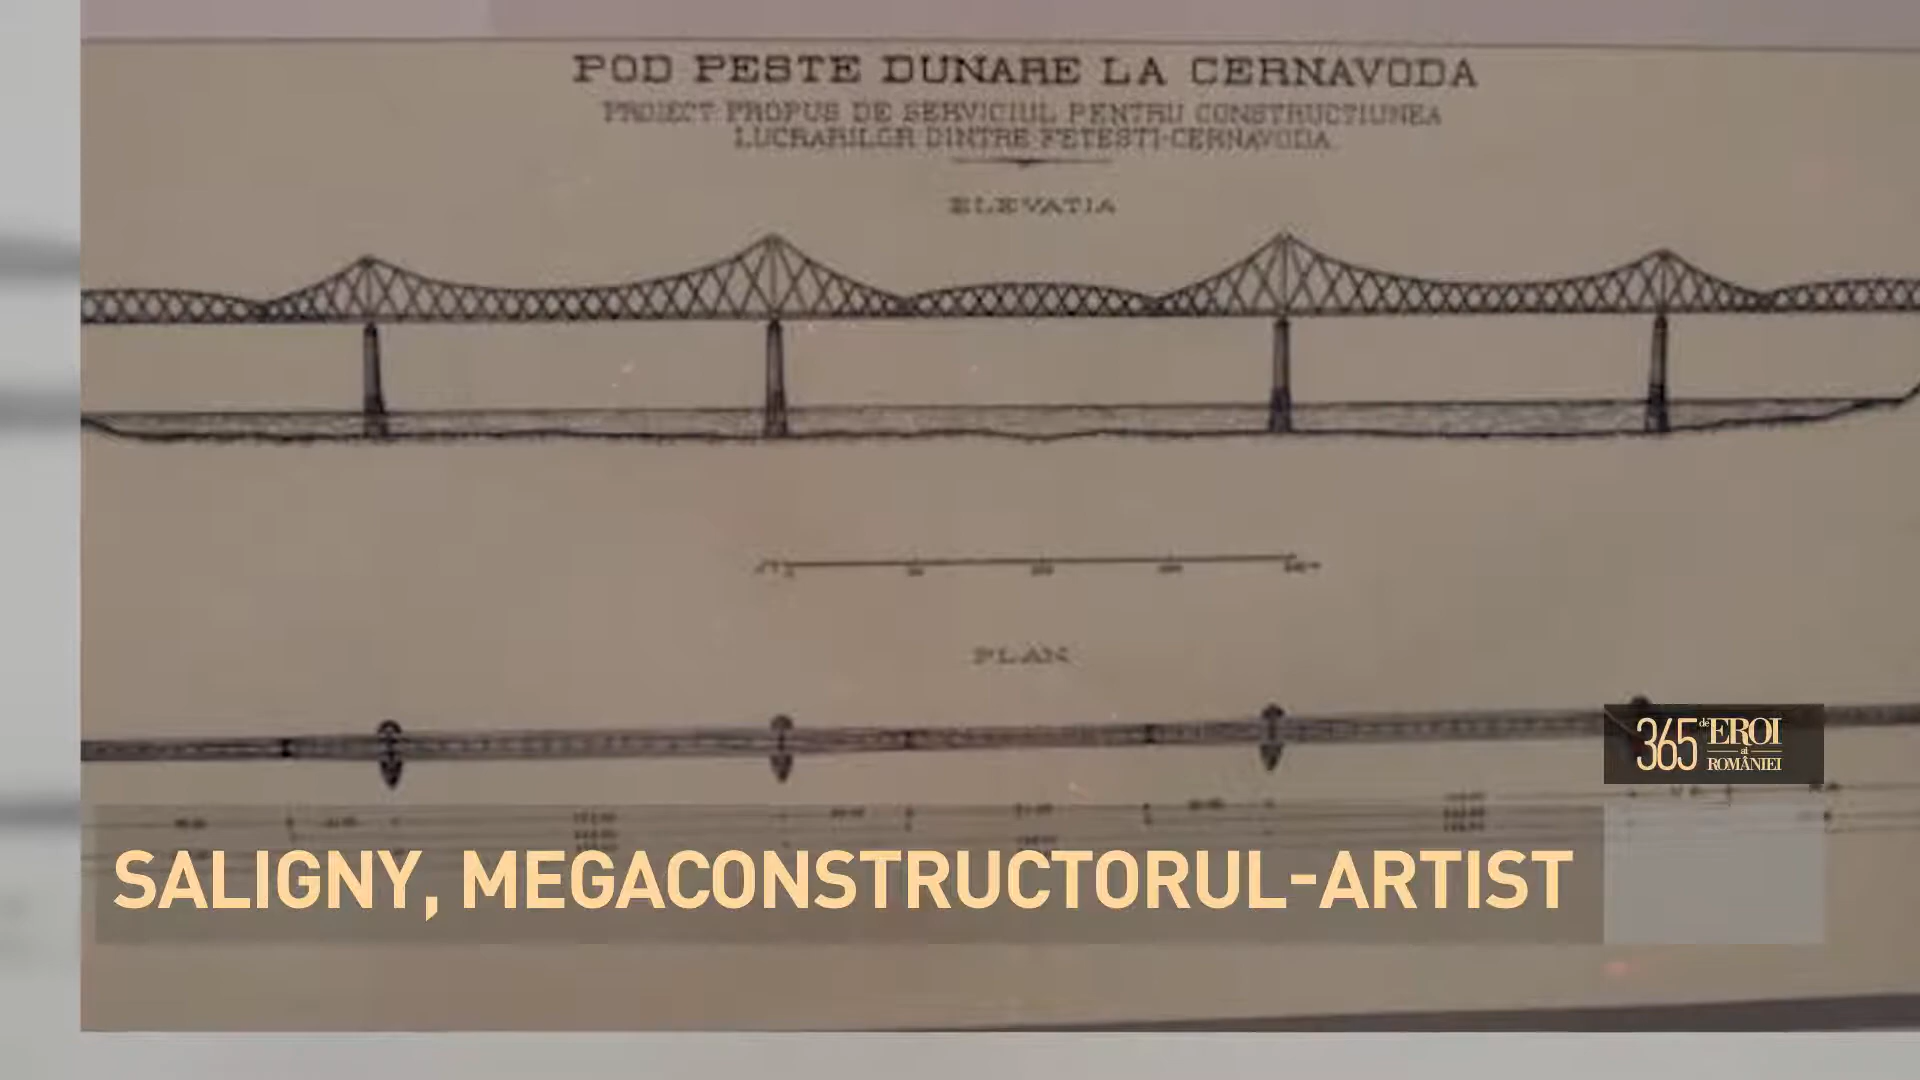 POD PESTE DUNARE LA CERNAVODA
PROIECT PROPUS DE SERVICIUL PENTRU CONSTRUCTIUNEA
LUCRARILOR DINTRE FETESTI-CERNAVODA
ELEVATIA
PLAN
365 de EROI
ai
ROMÂNIEI
SALIGNY, MEGACONSTRUCTORUL-ARTIST